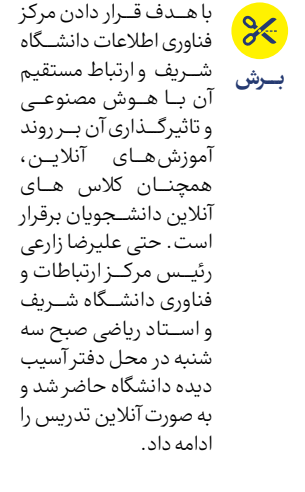 برش
با هدف قرار دادن مرکز
فناوری اطلاعات دانشگاه
شریف و ارتباط مستقیم
آن با هوش مصنوعی
و تاثیرگذاری آن بر روند
آموزش‌های آنلاین،
همچنان کلاس های
آنلاین دانشجویان برقرار
است. حتی علیرضا زارعی
رئیس مرکز ارتباطات و
فناوری دانشگاه شریف
و استاد ریاضی صبح سه
شنبه در محل دفتر آسیب
دیده دانشگاه حاضر شد و
به صورت آنلاین تدریس را
ادامه داد.